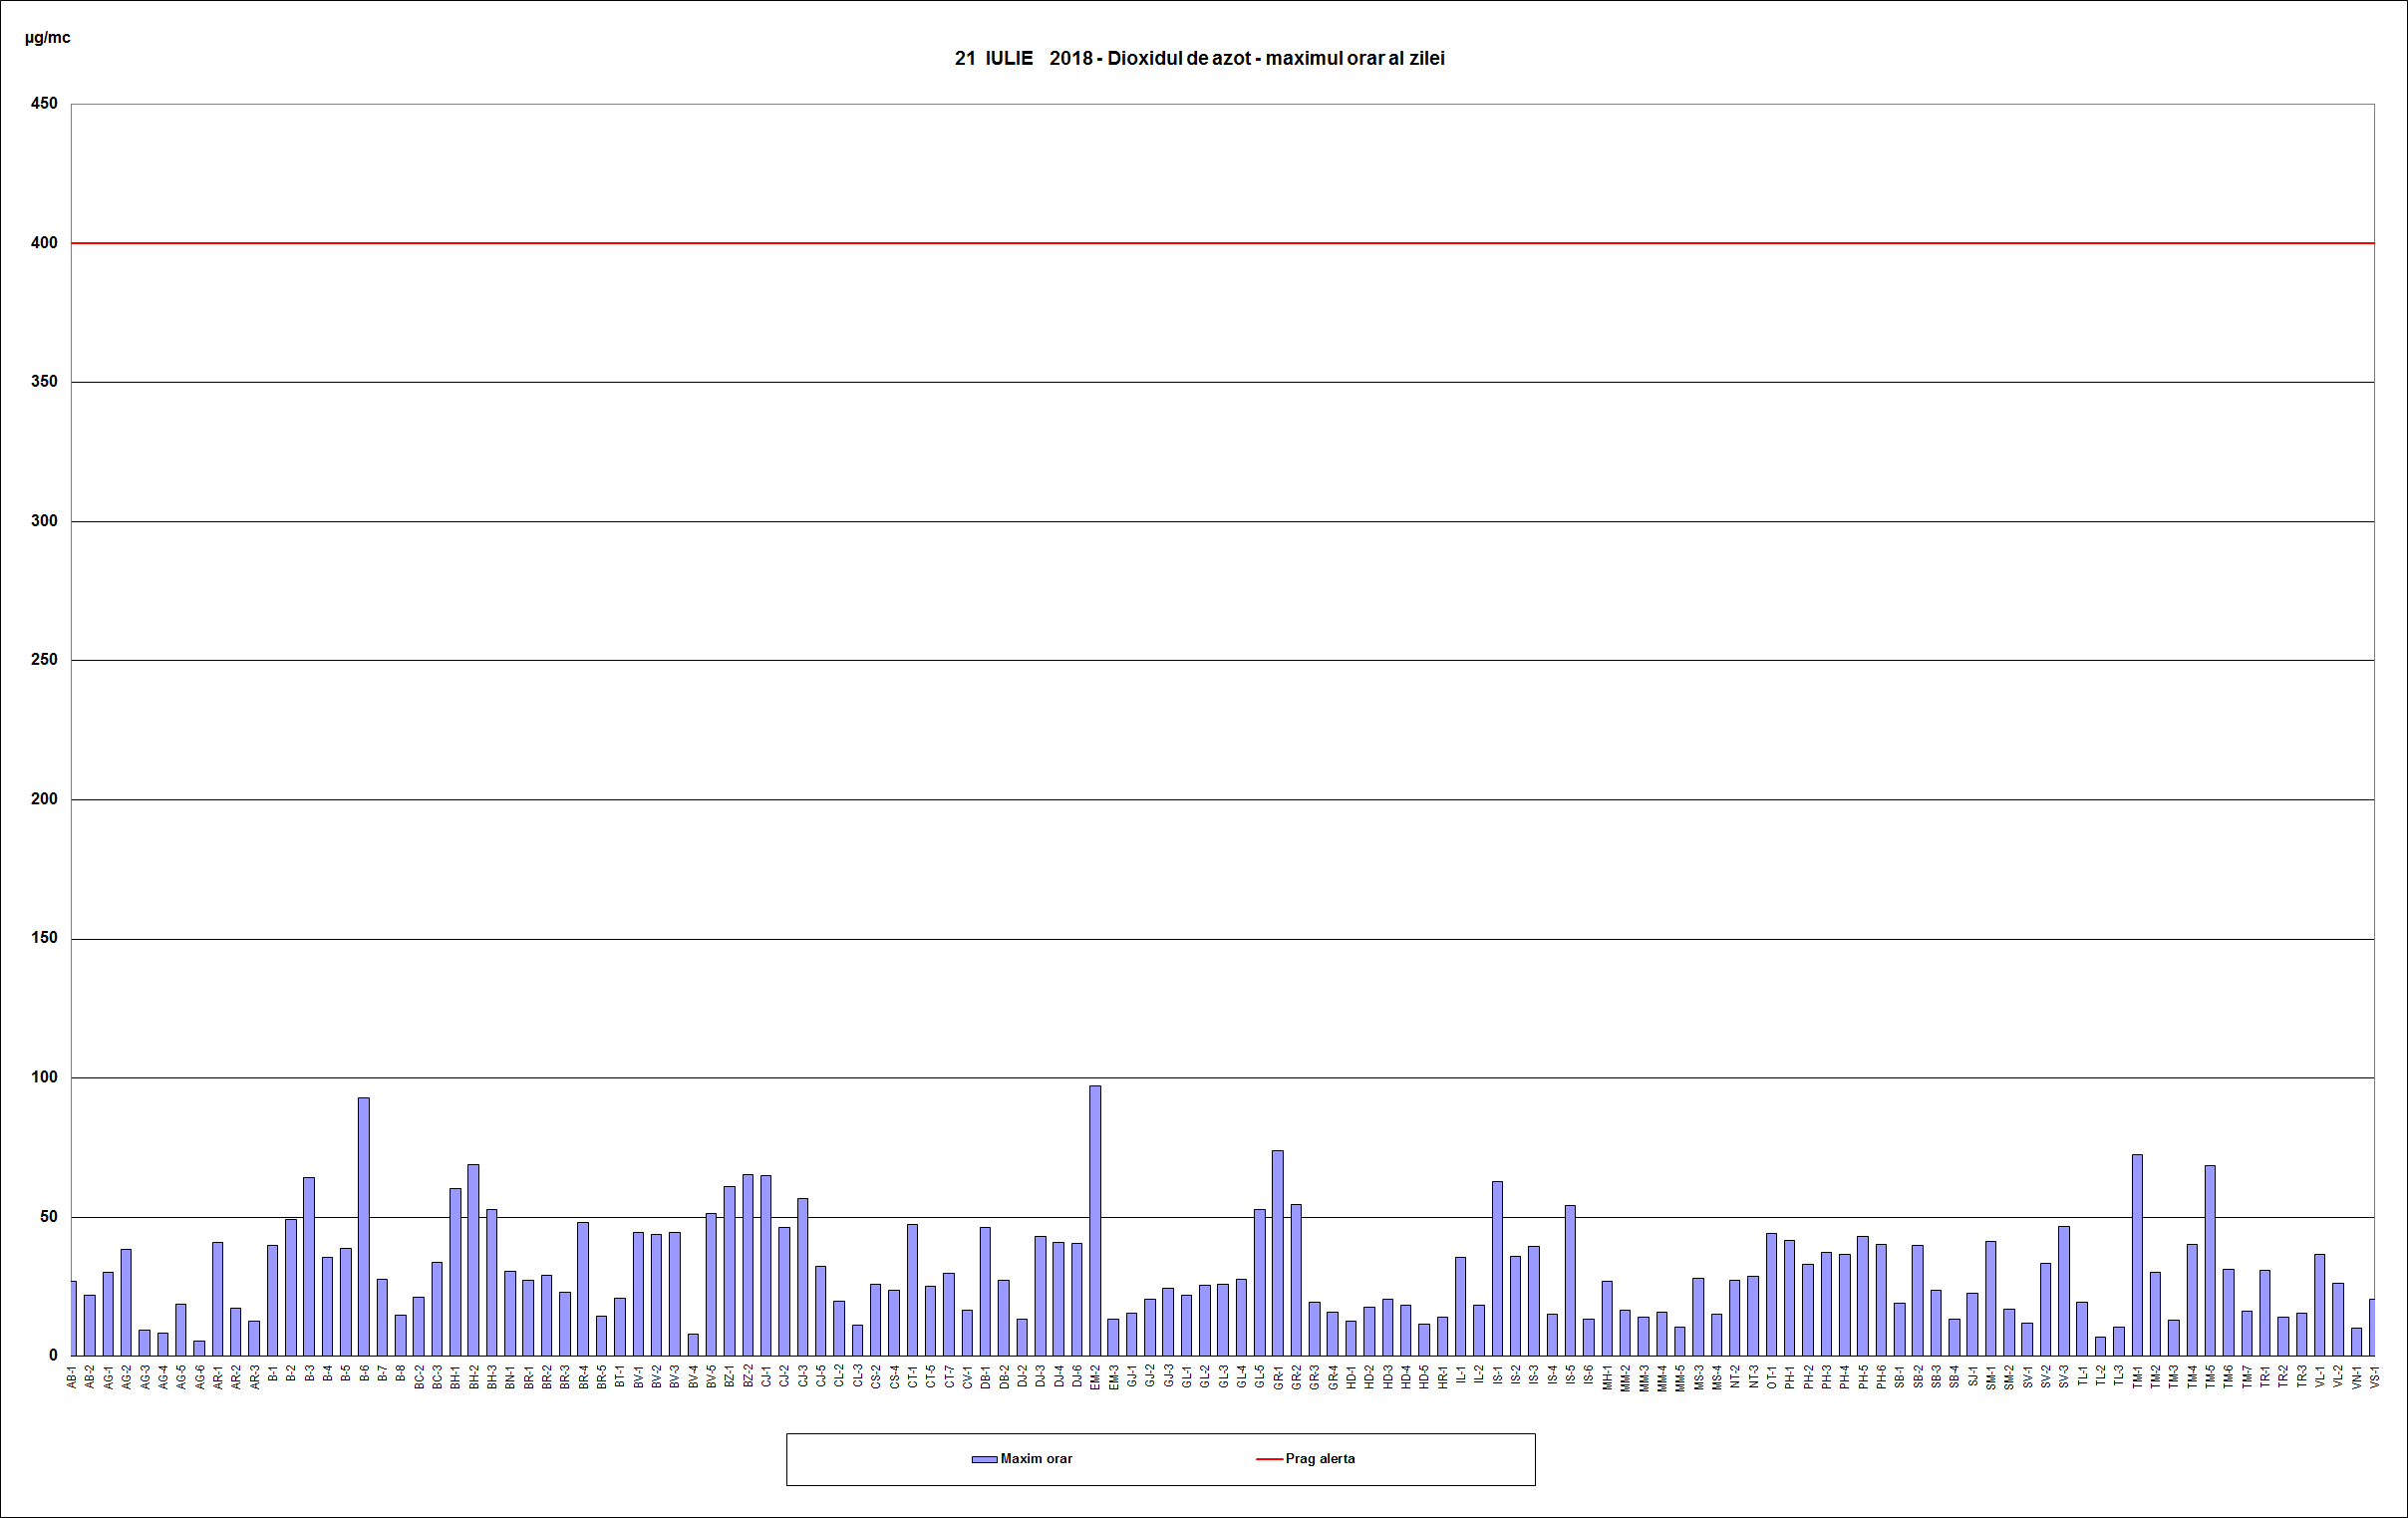 µg/mc
21 IULIE 2018 - Dioxidul de azot - maximul orar al zilei
450
400
350
300
250
200
150
100
50
0
AB-1
AB-2
AG-1
AG-2
AG-3
AG-4
AG-5
AG-6
AR-1
AR-2
AR-3
B-1
B-2
B-3
B-4
B-5
B-6
B-7
B-8
BC-2
BC-3
BH-1
BH-2
BH-3
BN-1
BR-1
BR-2
BR-3
BR-4
BR-5
BT-1
BV-1
BV-2
BV-3
BV-4
BV-5
BZ-1
BZ-2
CJ-1
CJ-2
CJ-3
CJ-5
CL-2
CL-3
CS-2
CS-4
CT-1
CT-5
CT-7
CV-1
DB-1
DB-2
DJ-2
DJ-3
DJ-4
DJ-6
EM-2
EM-3
GJ-1
GJ-2
GJ-3
GL-1
GL-2
GL-3
GL-4
GL-5
GR-1
GR-2
GR-3
GR-4
HD-1
HD-2
HD-3
HD-4
HD-5
HR-1
IL-1
IL-2
IS-1
IS-2
IS-3
IS-4
IS-5
IS-6
MH-1
MM-2
MM-3
MM-4
MM-5
MS-3
MS-4
NT-2
NT-3
OT-1
PH-1
PH-2
PH-3
PH-4
PH-5
PH-6
SB-1
SB-2
SB-3
SB-4
SJ-1
SM-1
SM-2
SV-1
SV-2
SV-3
TL-1
TL-2
TL-3
TM-1
TM-2
TM-3
TM-4
TM-5
TM-6
TM-7
TR-1
TR-2
TR-3
VL-1
VL-2
VN-1
VS-1
Maxim orar
Prag alerta